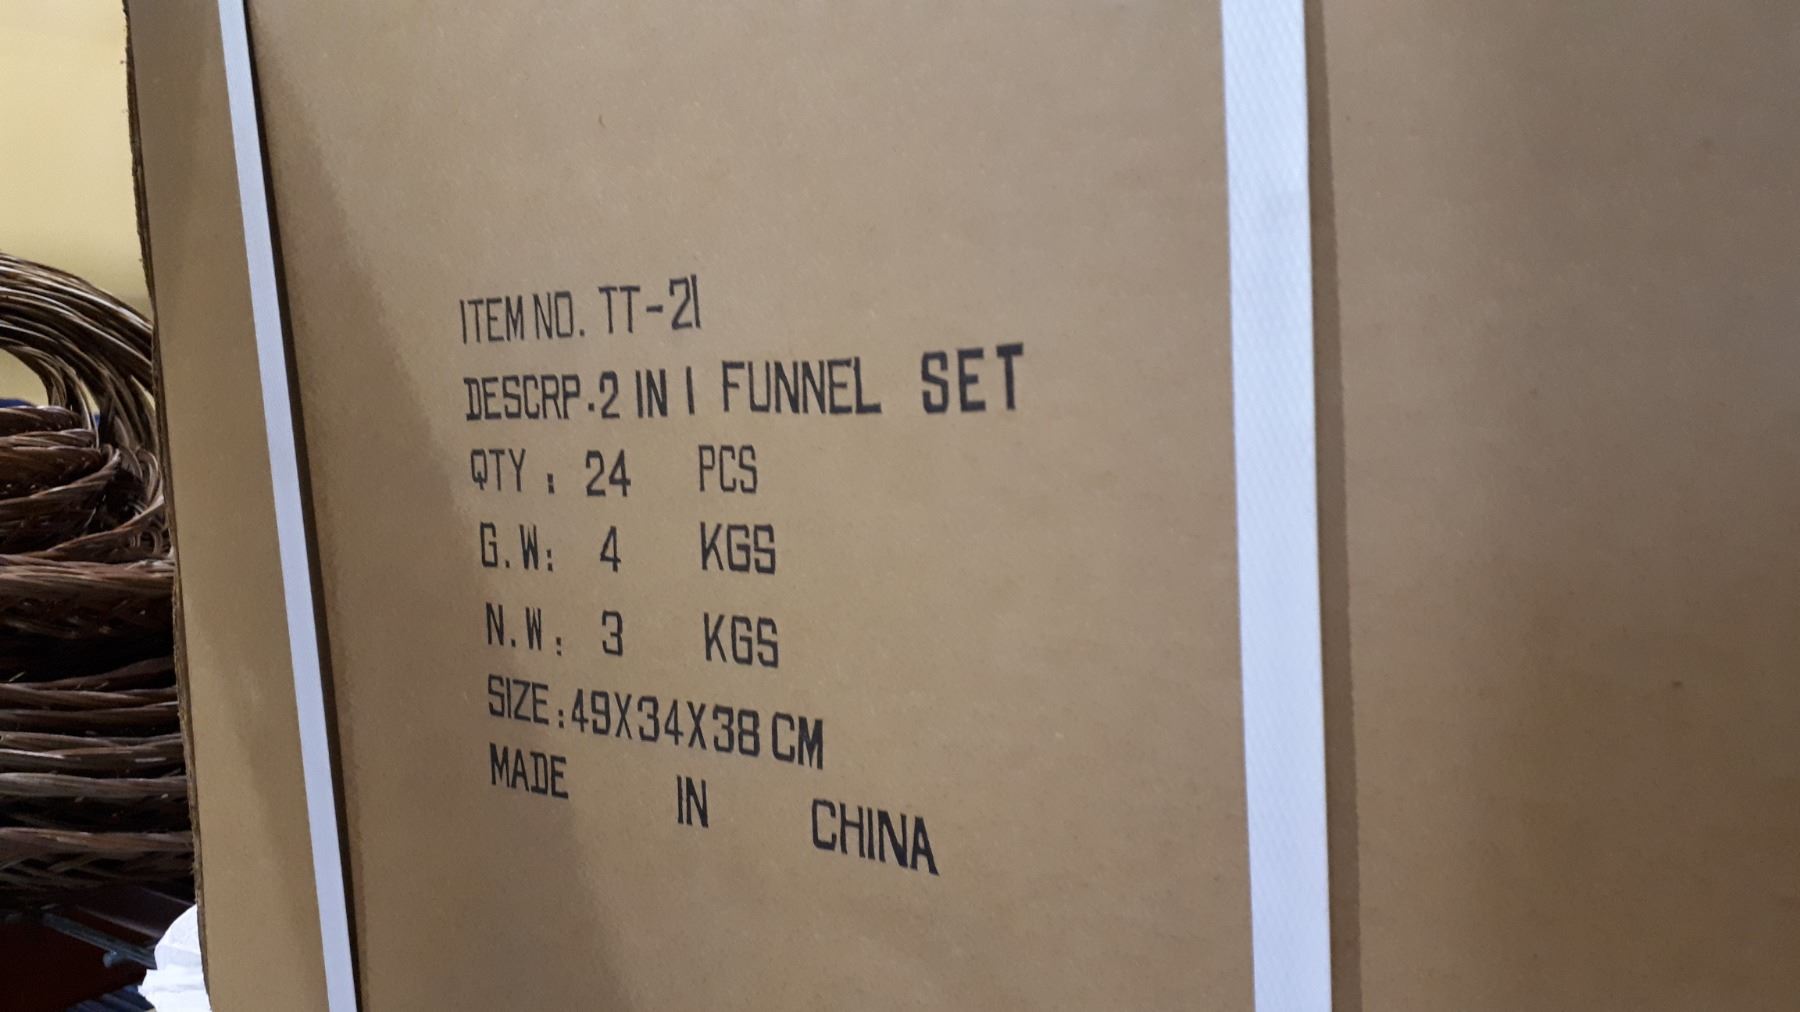 ITEM NO. TT-21
DESCRP.2 IN 1 FUNNEL SET
QTY : 24 PCS
G.W: 4 KGS
N.W: 3 KGS
SIZE:49X34X38 CM
MADE IN CHINA